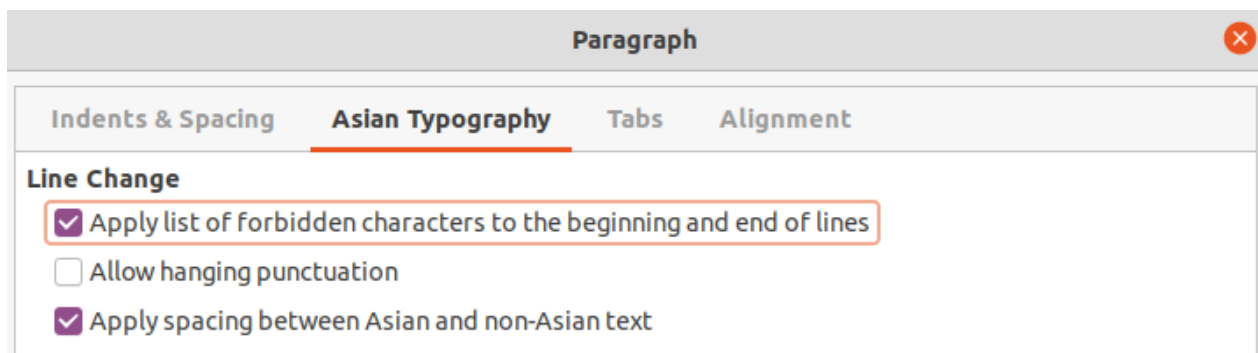 Paragraph
Indents & Spacing Asian Typography Tabs Alignment
Line Change
Apply list of forbidden characters to the beginning and end of lines
Allow hanging punctuation
Apply spacing between Asian and non-Asian text